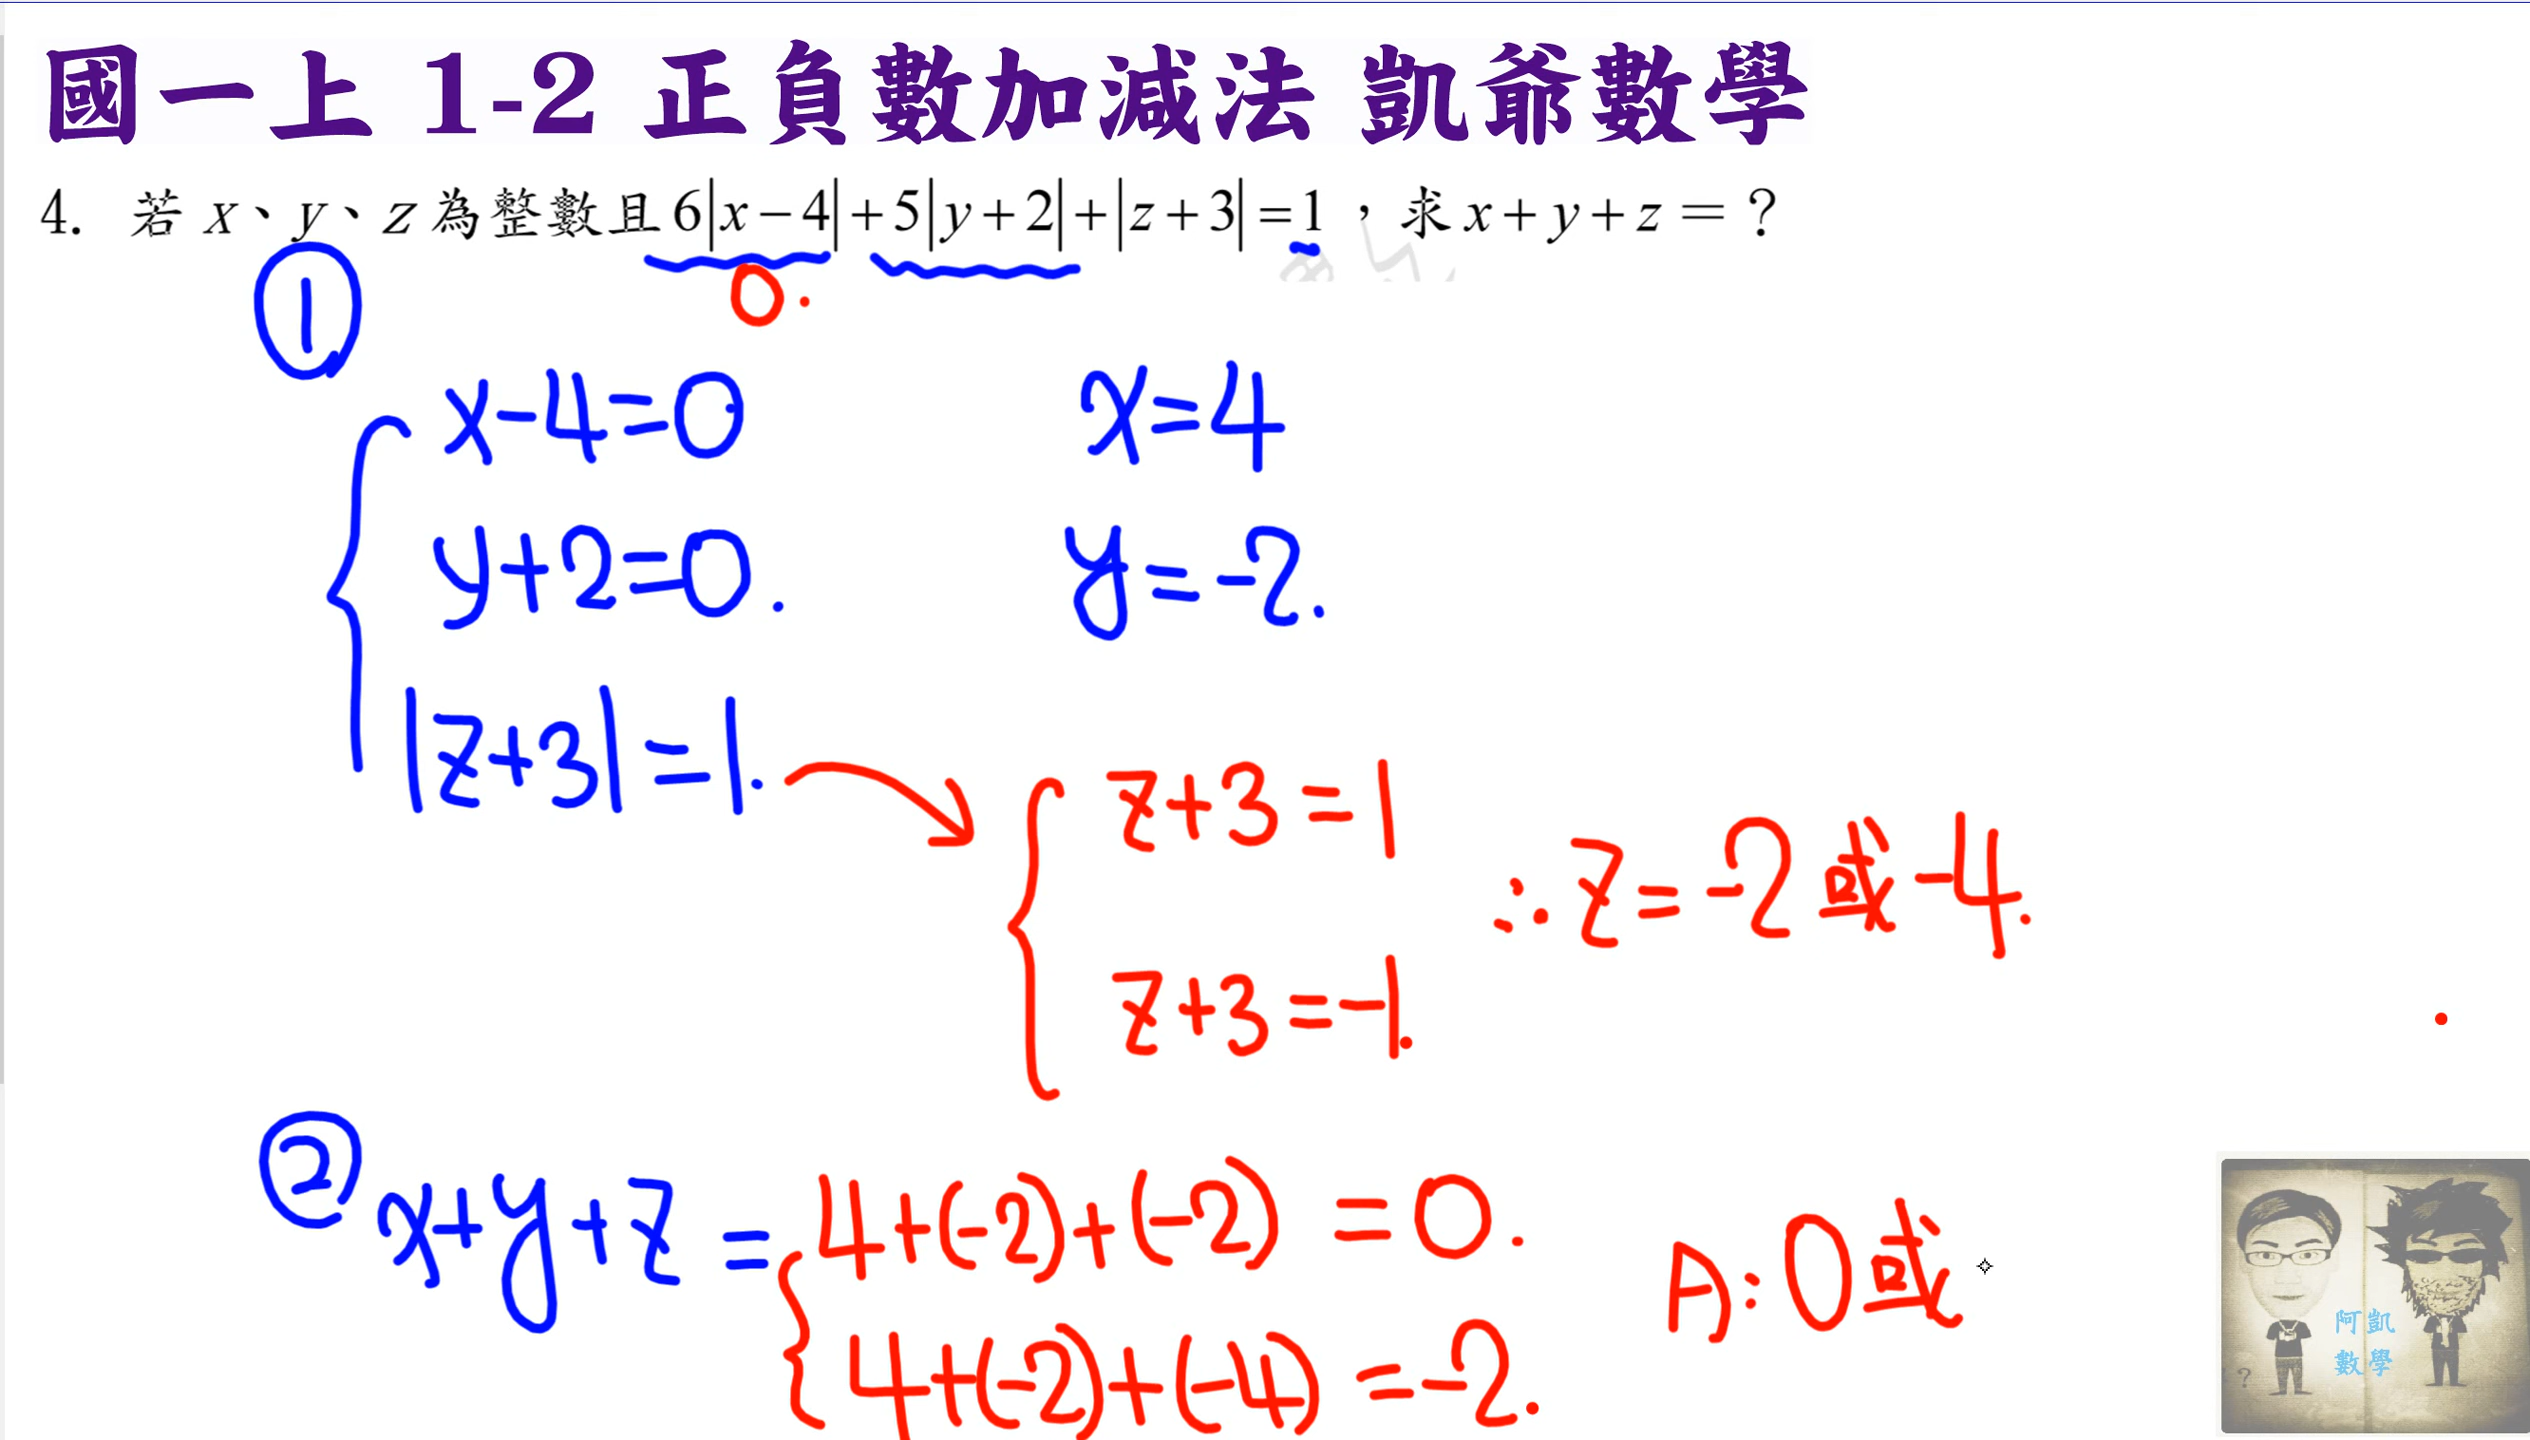 國一上 1-2 正負數加減法 凱爺數學
4. 若 x、y、z 為整數且 6|x－4|＋5|y＋2|＋|z＋3|＝1，求 x＋y＋z＝？
0.
①
x-4=0 x=4
y+2=0. y=-2.
|z+3|=1.
z+3=1
∴z=-2或-4.
z+3=-1.
② x+y+z = 4+(-2)+(-2) =0.
A:0或
4+(-2)+(-4) =-2.
阿凱
數學
?